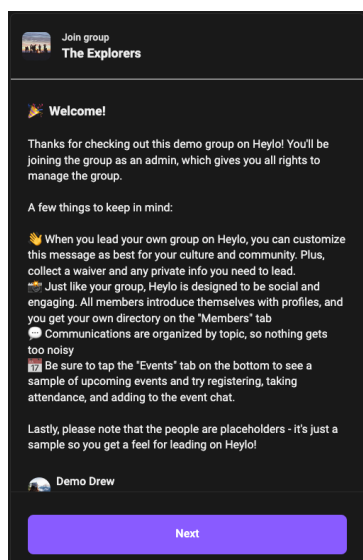 Join group
The Explorers
🎉 Welcome!
Thanks for checking out this demo group on Heylo! You'll be
joining the group as an admin, which gives you all rights to
manage the group.
A few things to keep in mind:
👋 When you lead your own group on Heylo, you can customize
this message as best for your culture and community. Plus,
collect a waiver and any private info you need to lead.
📸 Just like your group, Heylo is designed to be social and
engaging. All members introduce themselves with profiles, and
you get your own directory on the "Members" tab
💬 Communications are organized by topic, so nothing gets
too noisy
📅 Be sure to tap the "Events" tab on the bottom to see a
sample of upcoming events and try registering, taking
attendance, and adding to the event chat.
Lastly, please note that the people are placeholders - it's just a
sample so you get a feel for leading on Heylo!
Demo Drew
Next